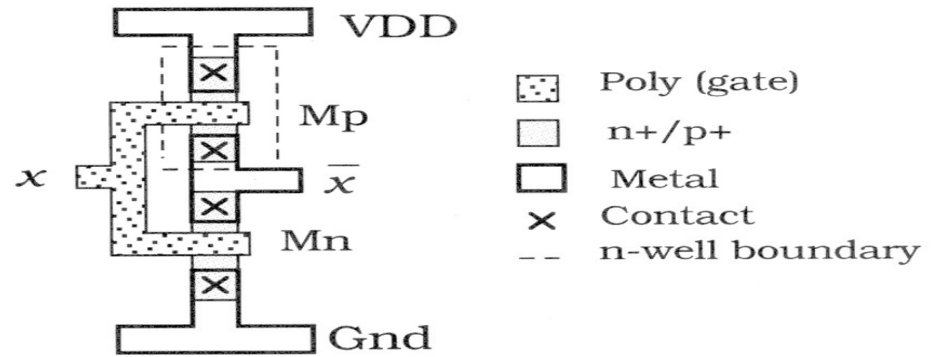 VDD
Mp
x
x̅
Mn
Gnd
Poly (gate)
n+/p+
Metal
Contact
n-well boundary